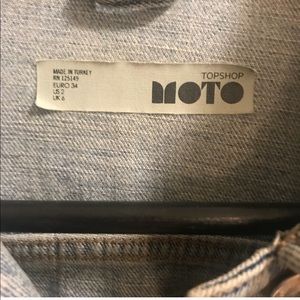 MADE IN TURKEY
RN 125149
EURO 34
US 2
UK 6
TOPSHOP
MOTO